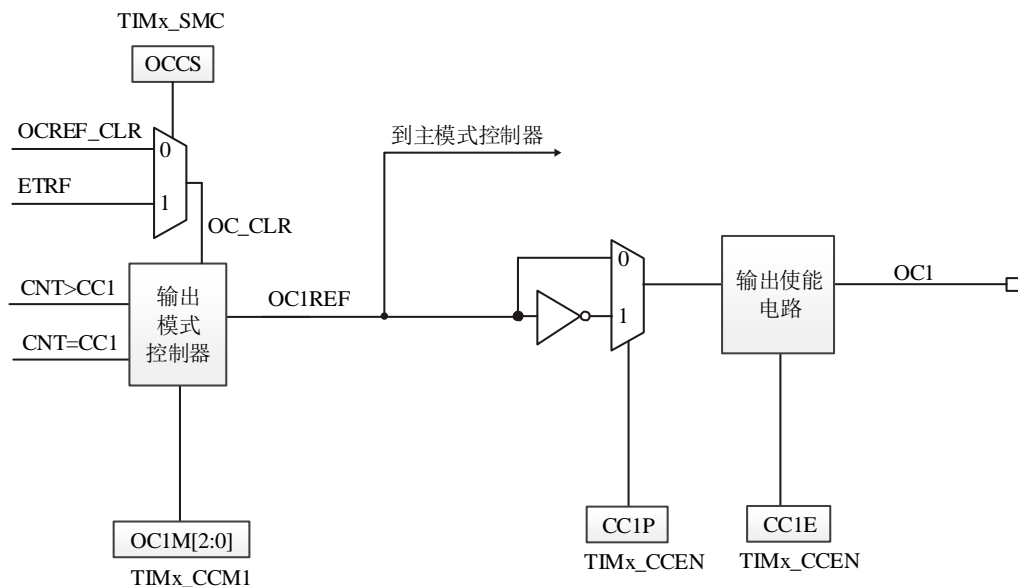 TIMx_SMC
OCCS
OCREF_CLR
0
到主模式控制器
ETRF
1
OC_CLR
CNT>CC1
输出
模式
控制器
OC1REF
0
1
输出使能
电路
OC1
CNT=CC1
OC1M[2:0]
TIMx_CCM1
CC1P
TIMx_CCEN
CC1E
TIMx_CCEN